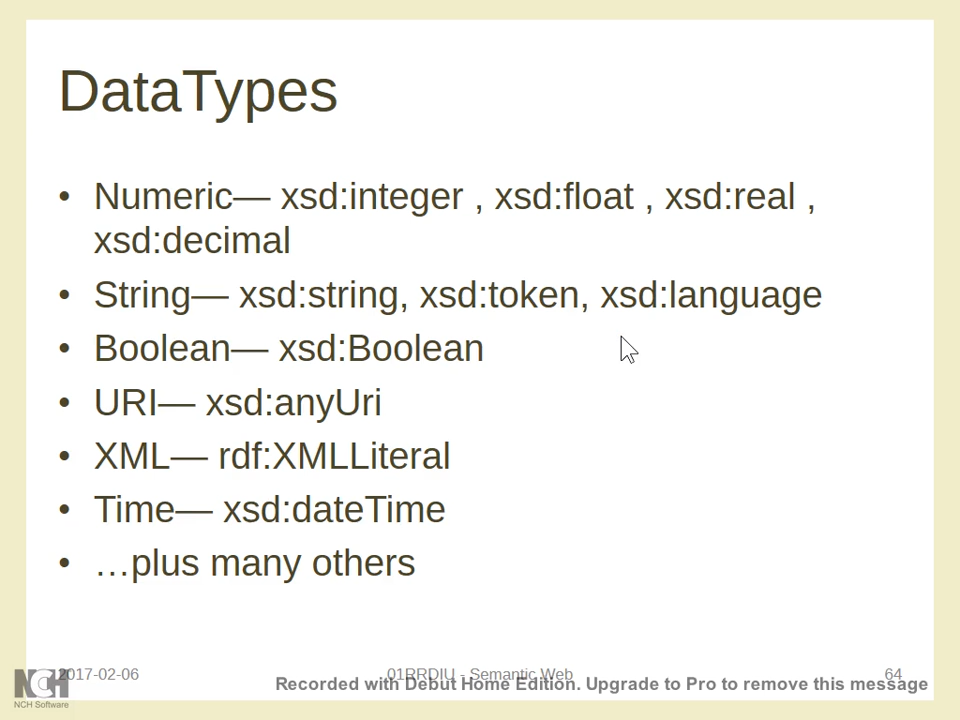 DataTypes
• Numeric— xsd:integer , xsd:float , xsd:real ,
xsd:decimal
• String— xsd:string, xsd:token, xsd:language
• Boolean— xsd:Boolean
• URI— xsd:anyUri
• XML— rdf:XMLLiteral
• Time— xsd:dateTime
• …plus many others
2017-02-06 01RRDIU - Semantic Web 64
Recorded with Debut Home Edition. Upgrade to Pro to remove this message
NCH
NCH Software